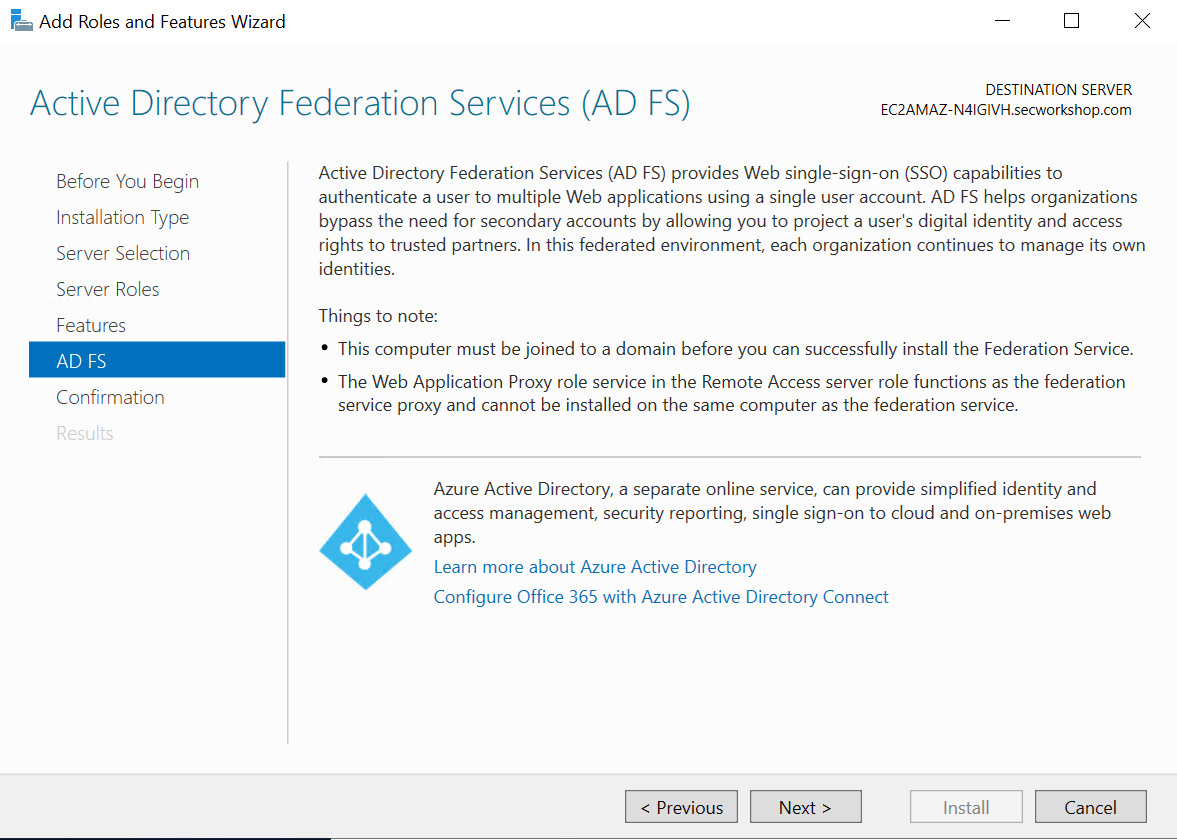 Add Roles and Features Wizard
Active Directory Federation Services (AD FS)
DESTINATION SERVER
EC2AMAZ-N4IGIVH.secworkshop.com
Before You Begin
Installation Type
Server Selection
Server Roles
Features
AD FS
Confirmation
Results
Active Directory Federation Services (AD FS) provides Web single-sign-on (SSO) capabilities to
authenticate a user to multiple Web applications using a single user account. AD FS helps organizations
bypass the need for secondary accounts by allowing you to project a user's digital identity and access
rights to trusted partners. In this federated environment, each organization continues to manage its own
identities.
Things to note:
• This computer must be joined to a domain before you can successfully install the Federation Service.
• The Web Application Proxy role service in the Remote Access server role functions as the federation
service proxy and cannot be installed on the same computer as the federation service.
Azure Active Directory, a separate online service, can provide simplified identity and
access management, security reporting, single sign-on to cloud and on-premises web
apps.
Learn more about Azure Active Directory
Configure Office 365 with Azure Active Directory Connect
< Previous
Next >
Install
Cancel